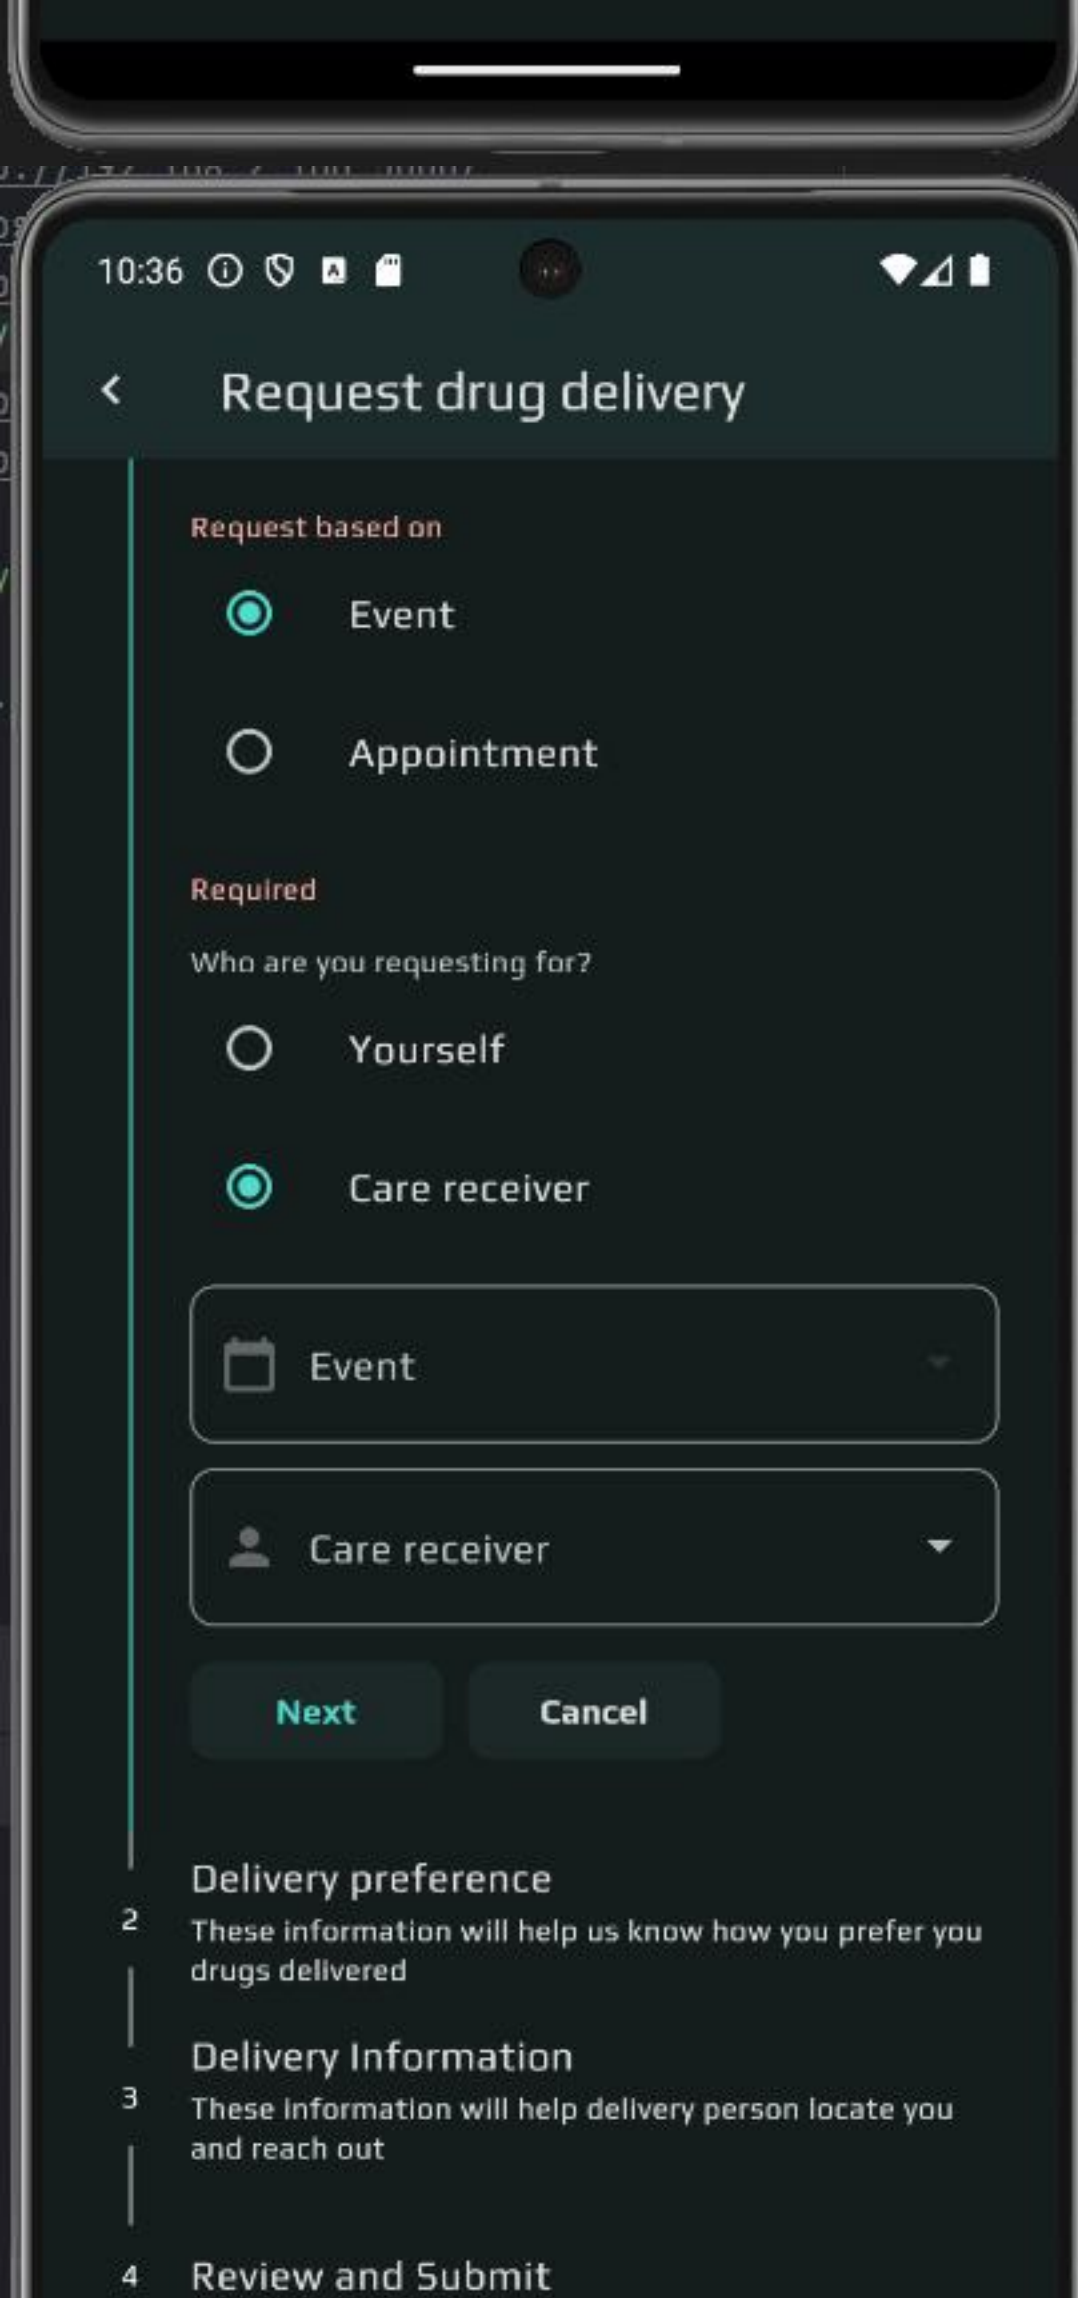 10:36
A
Request drug delivery
Request based on
Event
Appointment
Required
Who are you requesting for?
Yourself
Care receiver
Event
Care receiver
Next
Cancel
Delivery preference
2
These information will help us know how you prefer you
drugs delivered
Delivery Information
3
These information will help delivery person locate you
and reach out
4
Review and Submit